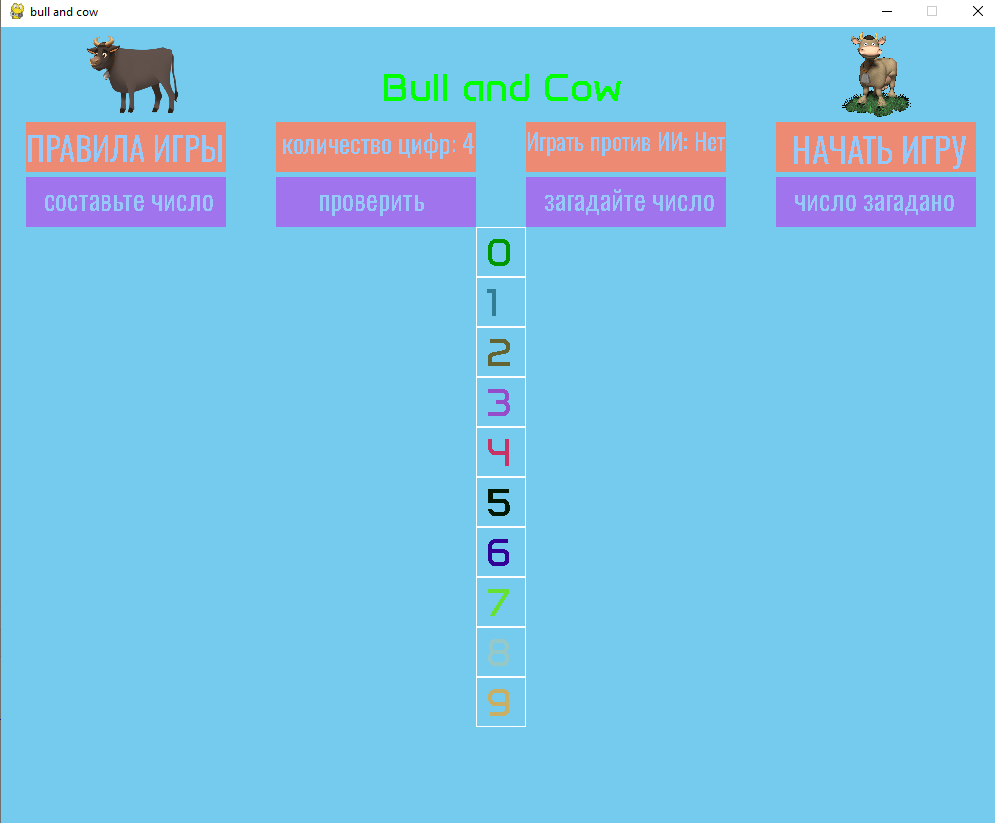 bull and cow
Bull and Cow
ПРАВИЛА ИГРЫ
количество цифр: 4
Играть против ИИ: Нет
НАЧАТЬ ИГРУ
составьте число
проверить
загадайте число
число загадано
0
1
2
3
4
5
6
7
8
9